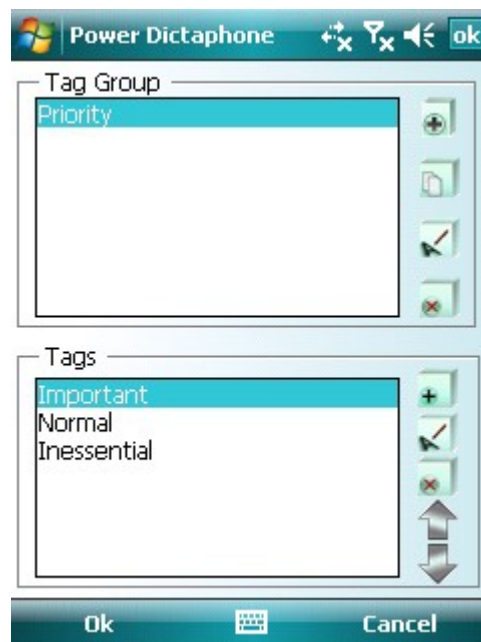 Power Dictaphone ok
Tag Group
Priority
Tags
Important
Normal
Inessential
Ok Cancel